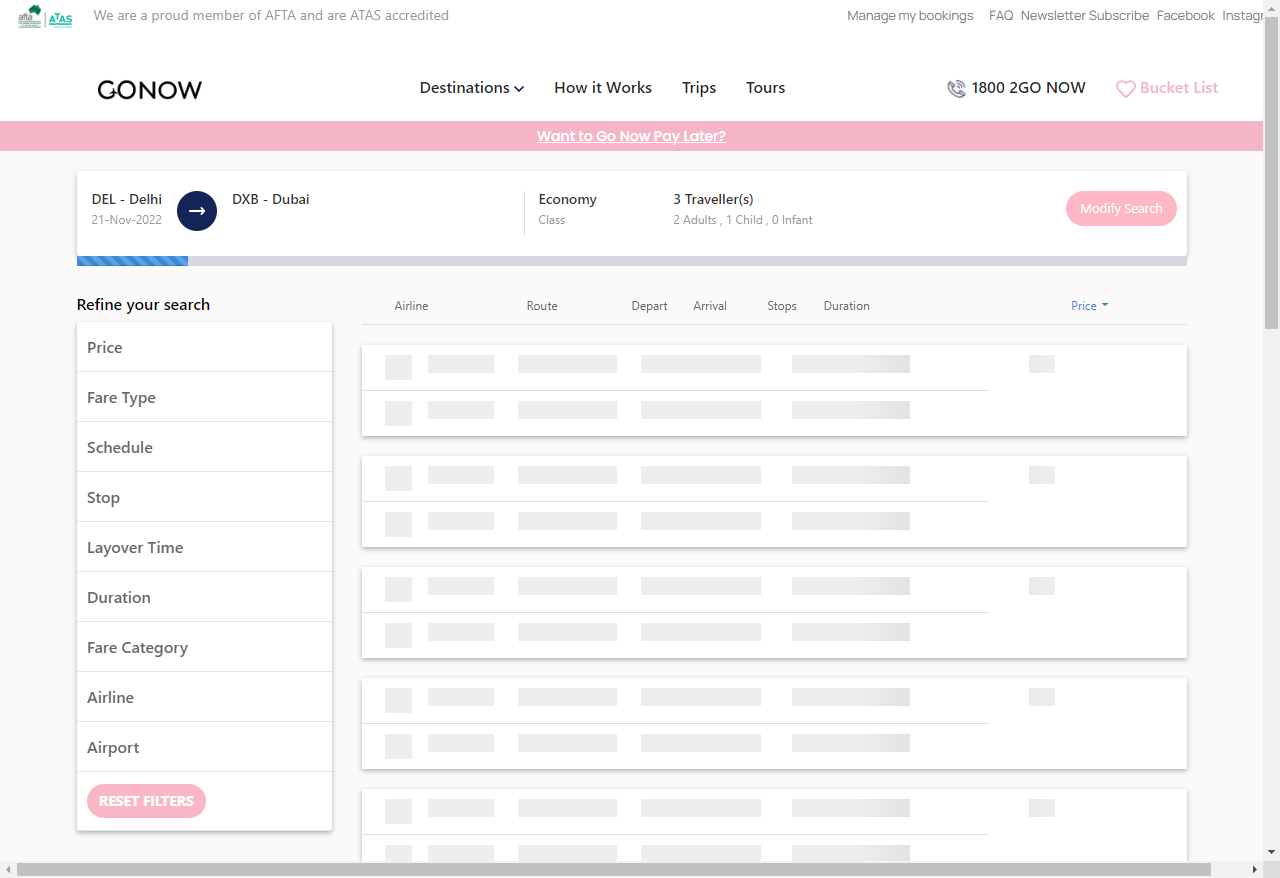 afta ATAS We are a proud member of AFTA and are ATAS accredited Manage my bookings FAQ Newsletter Subscribe Facebook
GONOW Destinations How it Works Trips Tours 1800 2GO NOW Bucket List
Want to Go Now Pay Later?
DEL - Delhi DXB - Dubai Economy 3 Traveller(s)
21-Nov-2022 Class 2 Adults , 1 Child , 0 Infant
Modify Search
Refine your search
Airline Route Depart Arrival Stops Duration Price
Price
Fare Type
Schedule
Stop
Layover Time
Duration
Fare Category
Airline
Airport
RESET FILTERS